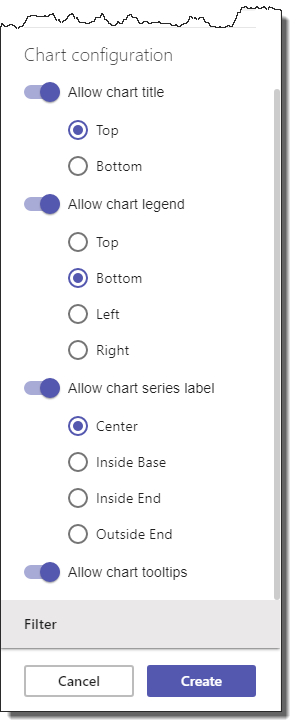 Chart configuration
Allow chart title
Top
Bottom
Allow chart legend
Top
Bottom
Left
Right
Allow chart series label
Center
Inside Base
Inside End
Outside End
Allow chart tooltips
Filter
Cancel
Create